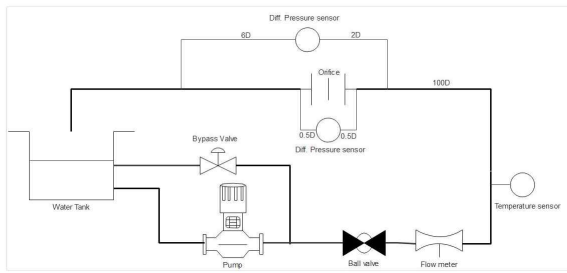 Diff. Pressure sensor
6D
2D
Orifice
100D
0.5D
0.5D
Diff. Pressure sensor
Bypass Valve
Water Tank
Temperature sensor
Pump
Ball valve
Flow meter